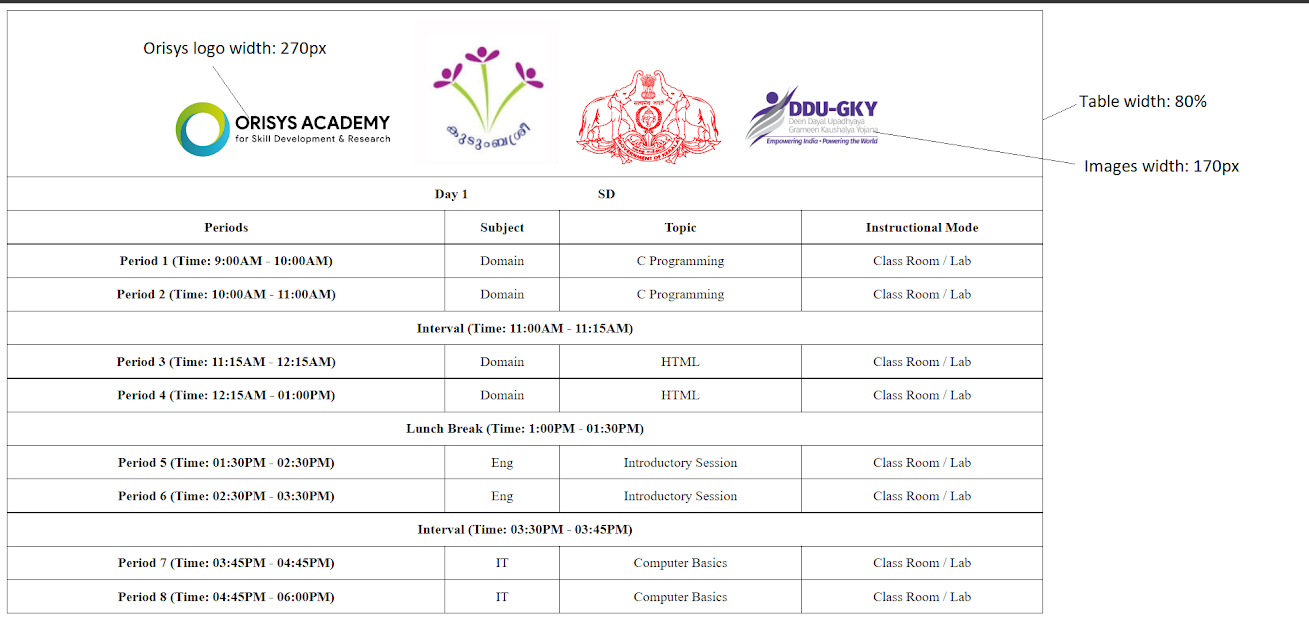 Orisys logo width: 270px
ORISYS ACADEMY
for Skill Development & Research
കുടുംബശ്രീ
सत्यमेव जयते
GOVERNMENT OF KERALA
DDU-GKY
Deen Dayal Upadhyaya
Grameen Kaushalya Yojana
Empowering India • Powering the World
Table width: 80%
Images width: 170px
Day 1 SD
Periods Subject Topic Instructional Mode
Period 1 (Time: 9:00AM - 10:00AM) Domain C Programming Class Room / Lab
Period 2 (Time: 10:00AM - 11:00AM) Domain C Programming Class Room / Lab
Interval (Time: 11:00AM - 11:15AM)
Period 3 (Time: 11:15AM - 12:15AM) Domain HTML Class Room / Lab
Period 4 (Time: 12:15AM - 01:00PM) Domain HTML Class Room / Lab
Lunch Break (Time: 1:00PM - 01:30PM)
Period 5 (Time: 01:30PM - 02:30PM) Eng Introductory Session Class Room / Lab
Period 6 (Time: 02:30PM - 03:30PM) Eng Introductory Session Class Room / Lab
Interval (Time: 03:30PM - 03:45PM)
Period 7 (Time: 03:45PM - 04:45PM) IT Computer Basics Class Room / Lab
Period 8 (Time: 04:45PM - 06:00PM) IT Computer Basics Class Room / Lab